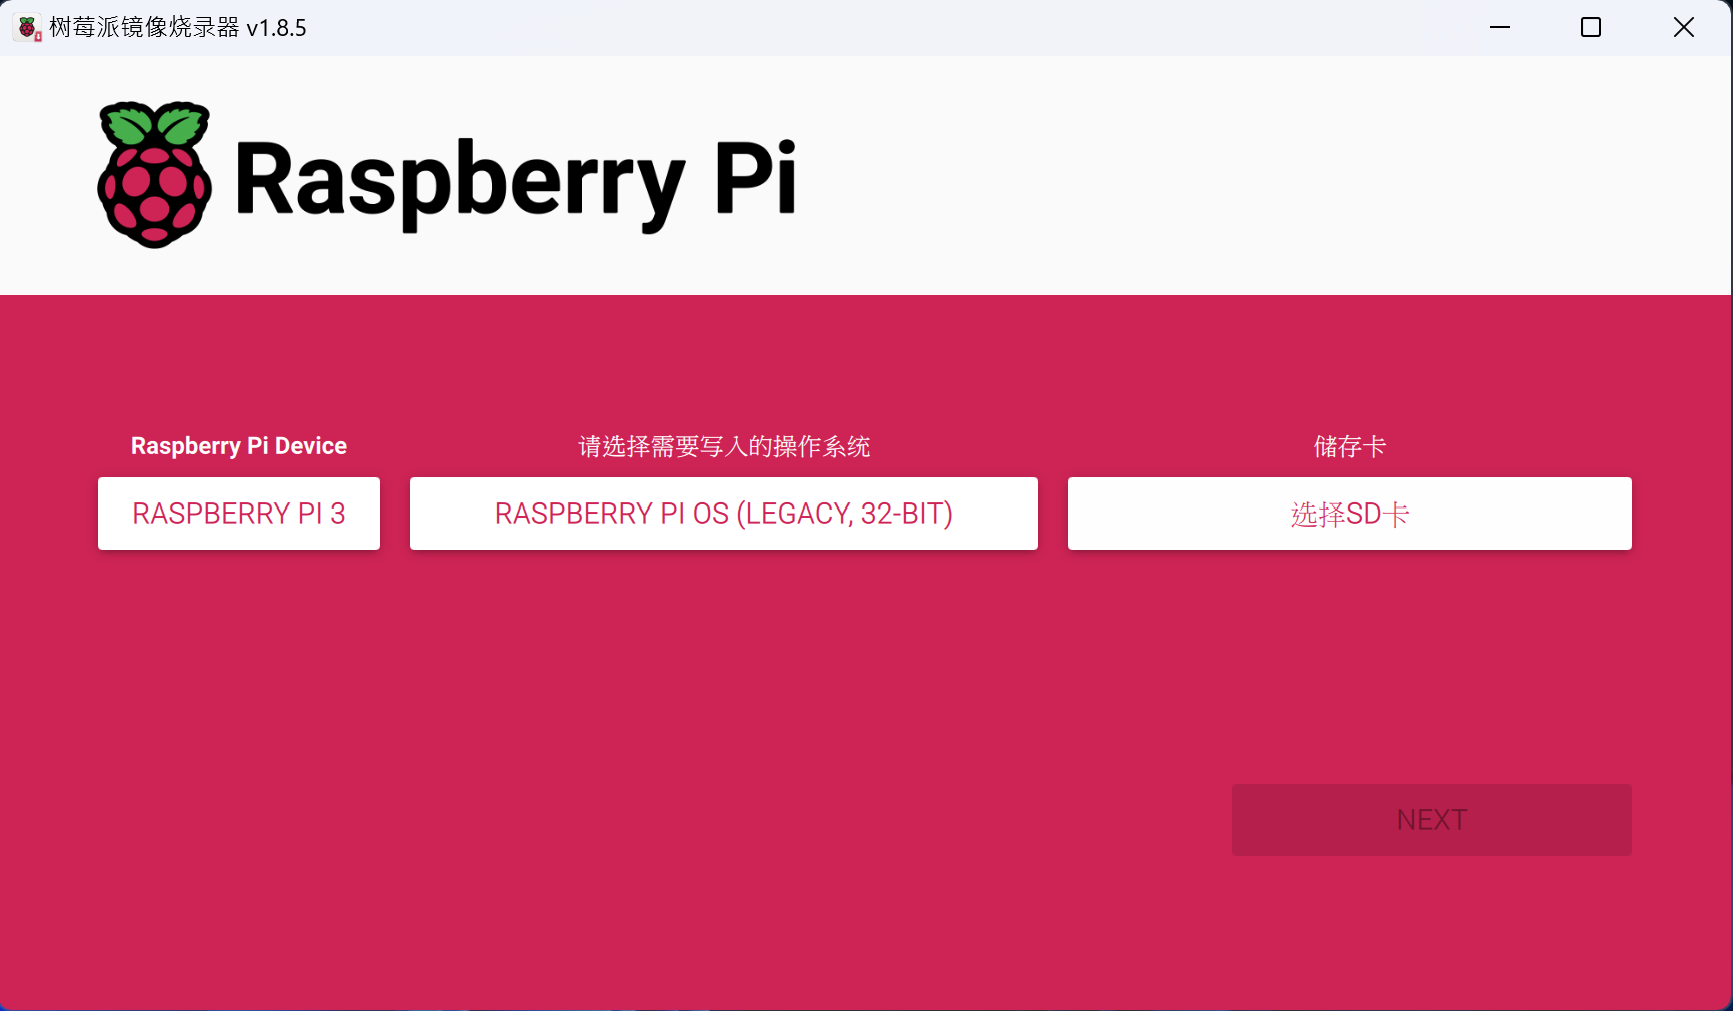 树莓派镜像烧录器 v1.8.5
Raspberry Pi
Raspberry Pi Device
请选择需要写入的操作系统
储存卡
RASPBERRY PI 3
RASPBERRY PI OS (LEGACY, 32-BIT)
选择SD卡
NEXT